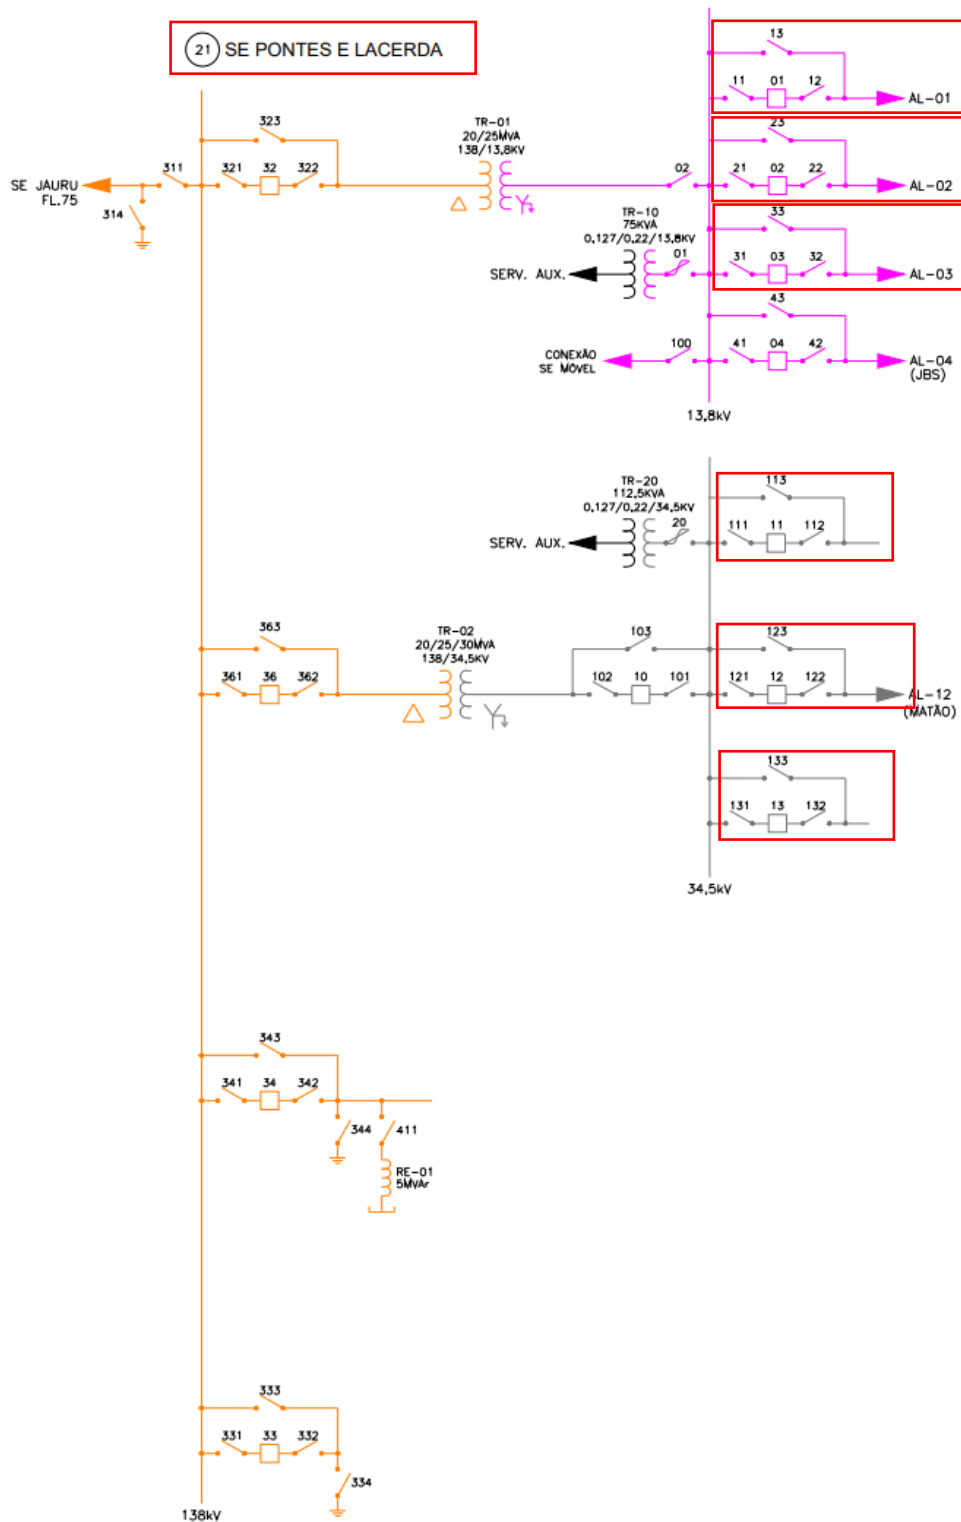 21 SE PONTES E LACERDA
13
11 01 12
AL-01
323
TR-01
20/25MVA
138/13,8KV
23
311 321 32 322
02 21 02 22
SE JAURU
FL.75
AL-02
314
TR-10
75KVA
0.127/0.22/13,8KV
33
01 31 03 32
SERV. AUX.
AL-03
43
100 41 04 42
CONEXÃO
SE MÓVEL
AL-04
(JBS)
13,8kV
TR-20
112,5KVA
0.127/0.22/34,5KV
113
20 111 11 112
SERV. AUX.
363
TR-02
20/25/30MVA
138/34,5KV
103 123
361 36 362
102 10 101 121 12 122
AL-12
(MATÃO)
133
131 13 132
34,5kV
343
341 34 342
344 411
RE-01
5MVAr
333
331 33 332
334
138kV